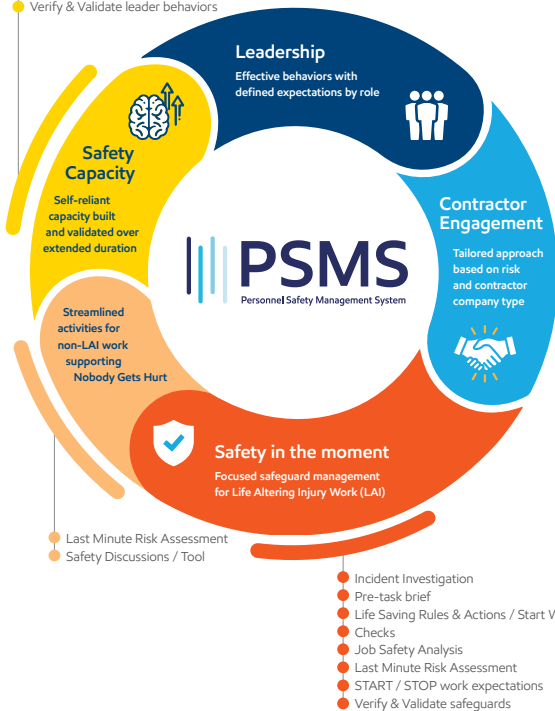 Verify & Validate leader behaviors
Leadership
Effective behaviors with
defined expectations by role
Safety
Capacity
Self-reliant
capacity built
and validated over
extended duration
Contractor
Engagement
Tailored approach
based on risk
and contractor
company type
PSMS
Personnel Safety Management System
Streamlined
activities for
non-LAI work
supporting
Nobody Gets Hurt
Safety in the moment
Focused safeguard management
for Life Altering Injury Work (LAI)
Last Minute Risk Assessment
Safety Discussions / Tool
Incident Investigation
Pre-task brief
Life Saving Rules & Actions / Start W
Checks
Job Safety Analysis
Last Minute Risk Assessment
START / STOP work expectations
Verify & Validate safeguards